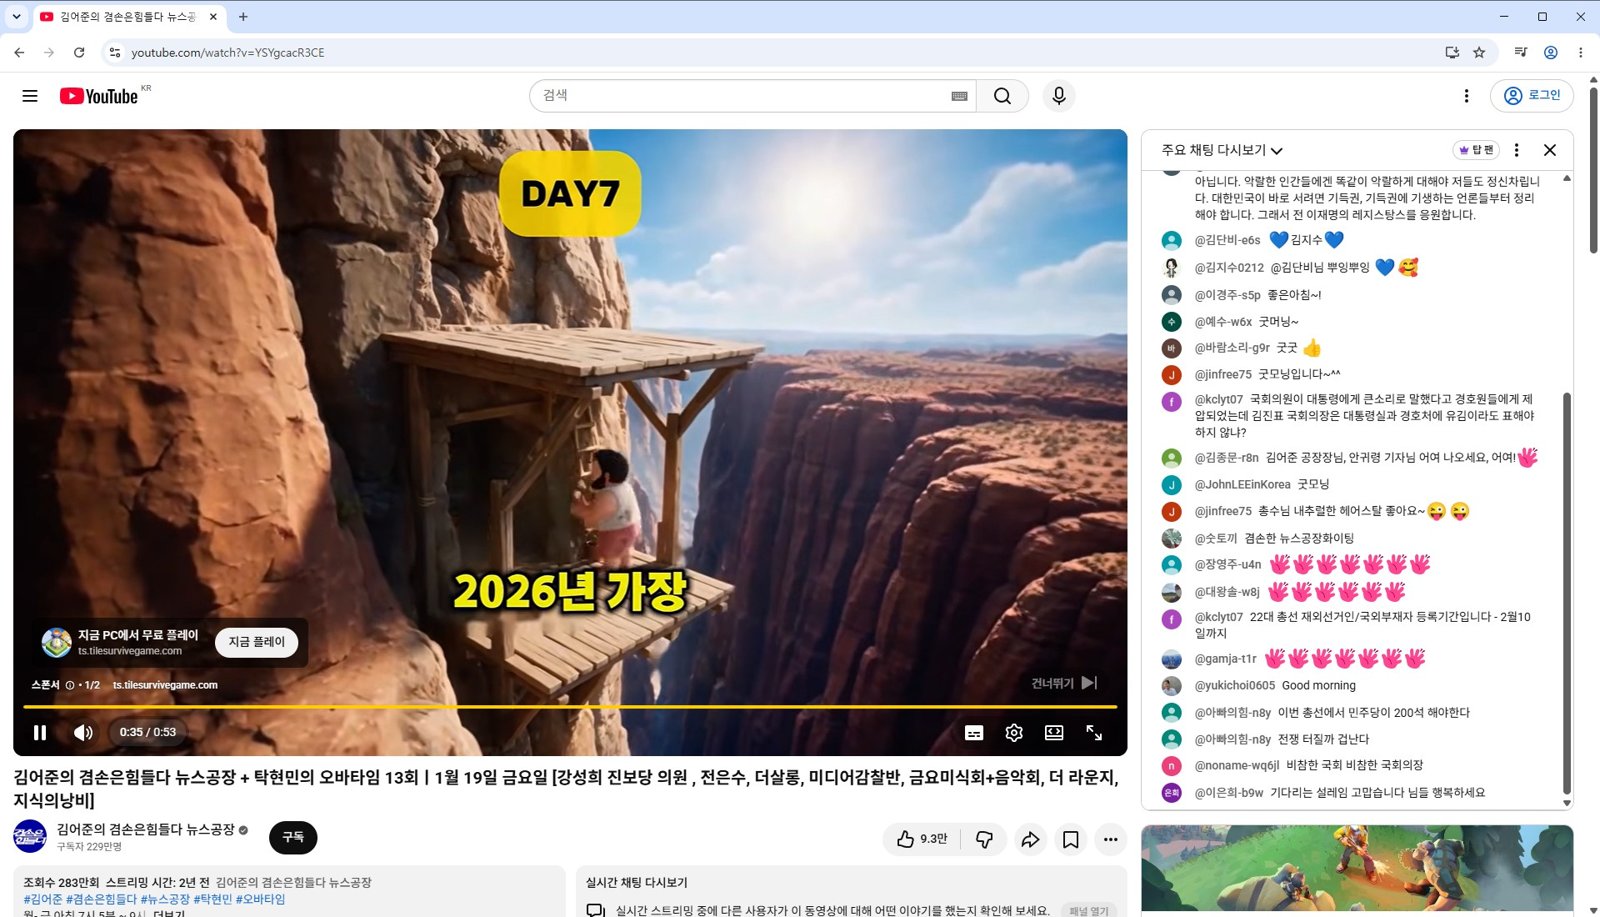 김어준의 겸손은힘들다 뉴스공
youtube.com/watch?v=YSYgcacR3CE
YouTube KR
검색
로그인
DAY7
2026년 가장
지금 PC에서 무료 플레이
ts.tilesurvivegame.com
지금 플레이
스폰서 • 1/2 ts.tilesurvivegame.com
건너뛰기
0:35 / 0:53
김어준의 겸손은힘들다 뉴스공장 + 탁현민의 오바타임 13회ㅣ1월 19일 금요일 [강성희 진보당 의원 , 전은수, 더살롱, 미디어감찰반, 금요미식회+음악회, 더 라운지,
지식의낭비]
김어준의 겸손은힘들다 뉴스공장
구독자 229만명
구독
9.3만
조회수 283만회 스트리밍 시간: 2년 전 김어준의 겸손은힘들다 뉴스공장
#김어준 #겸손은힘들다 #뉴스공장 #탁현민 #오바타임
월- 금 아침 7시 5분 ~ 9시 더보기
실시간 채팅 다시보기
실시간 스트리밍 중에 다른 사용자가 이 동영상에 대해 어떤 이야기를 했는지 확인해 보세요.
패널 열기
주요 채팅 다시보기
탑 팬
아닙니다. 악랄한 인간들에겐 똑같이 악랄하게 대해야 저들도 정신차립니
다. 대한민국이 바로 서려면 기득권, 기득권에 기생하는 언론들부터 정리
해야 합니다. 그래서 전 이재명의 레지스탕스를 응원합니다.
@김단비-e6s 💙김지수💙
@김지수0212 @김단비님 뿌잉뿌잉 💙🥰
@이경주-s5p 좋은아침~!
수 @예수-w6x 굿머닝~
바 @바람소리-g9r 굿굿 👍
J @jinfree75 굿모닝입니다~^^
f @kclyt07 국회의원이 대통령에게 큰소리로 말했다고 경호원들에게 제
압되었는데 김진표 국회의장은 대통령실과 경호처에 유김이라도 표해야
하지 않냐?
@김종문-r8n 김어준 공장장님, 안귀령 기자님 어여 나오세요, 어여!
J @JohnLEEinKorea 굿모닝
J @jinfree75 총수님 내추럴한 헤어스탈 좋아요~😜😜
@숫토끼 겸손한 뉴스공장화이팅
@장영주-u4n
@대왕솔-w8j
f @kclyt07 22대 총선 재외선거인/국외부재자 등록기간입니다 - 2월10
일까지
@gamja-t1r
@yukichoi0605 Good morning
@아빠의힘-n8y 이번 총선에서 민주당이 200석 해야한다
@아빠의힘-n8y 전쟁 터질까 겁난다
n @noname-wq6jl 비참한 국회 비참한 국회의장
은희 @이은희-b9w 기다리는 설레임 고맙습니다 님들 행복하세요